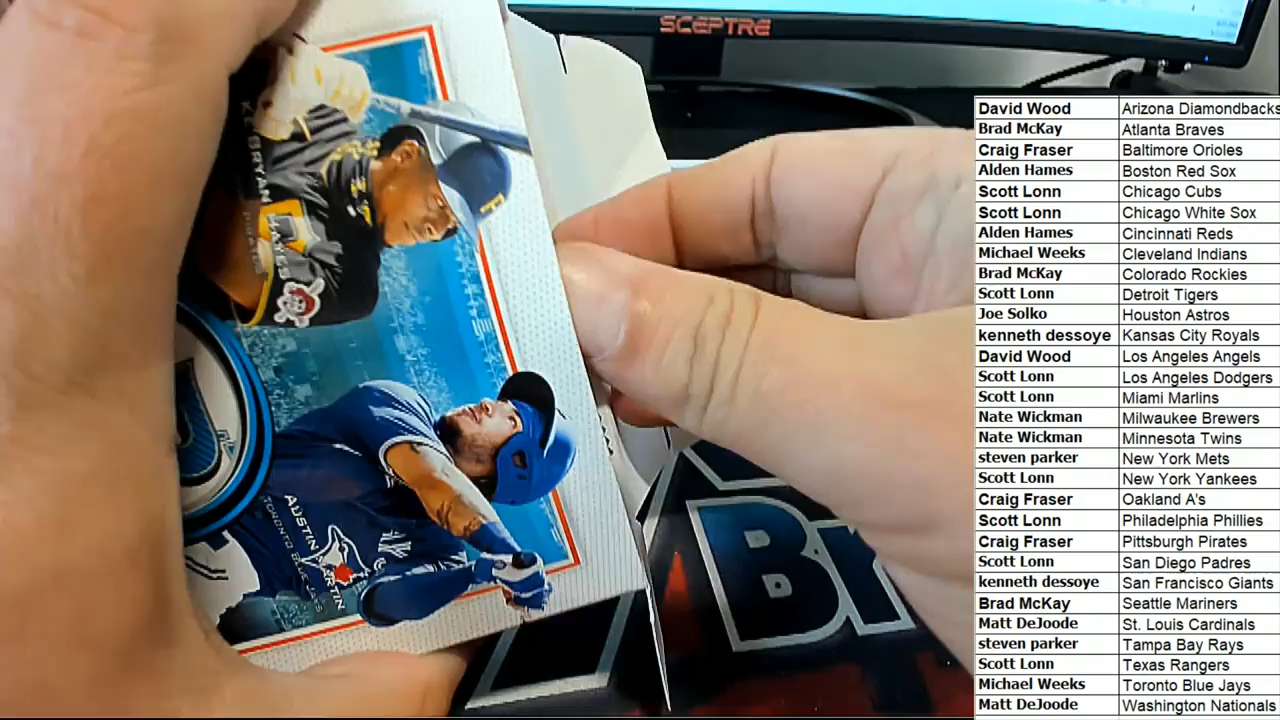 SCEPTRE
KE'BRYAN HAYES
PIRATES
AUSTIN MARTIN
TORONTO BLUE JAYS
Br
David Wood Arizona Diamondbacks
Brad McKay Atlanta Braves
Craig Fraser Baltimore Orioles
Alden Hames Boston Red Sox
Scott Lonn Chicago Cubs
Scott Lonn Chicago White Sox
Alden Hames Cincinnati Reds
Michael Weeks Cleveland Indians
Brad McKay Colorado Rockies
Scott Lonn Detroit Tigers
Joe Solko Houston Astros
kenneth dessoye Kansas City Royals
David Wood Los Angeles Angels
Scott Lonn Los Angeles Dodgers
Scott Lonn Miami Marlins
Nate Wickman Milwaukee Brewers
Nate Wickman Minnesota Twins
steven parker New York Mets
Scott Lonn New York Yankees
Craig Fraser Oakland A's
Scott Lonn Philadelphia Phillies
Craig Fraser Pittsburgh Pirates
Scott Lonn San Diego Padres
kenneth dessoye San Francisco Giants
Brad McKay Seattle Mariners
Matt DeJoode St. Louis Cardinals
steven parker Tampa Bay Rays
Scott Lonn Texas Rangers
Michael Weeks Toronto Blue Jays
Matt DeJoode Washington Nationals